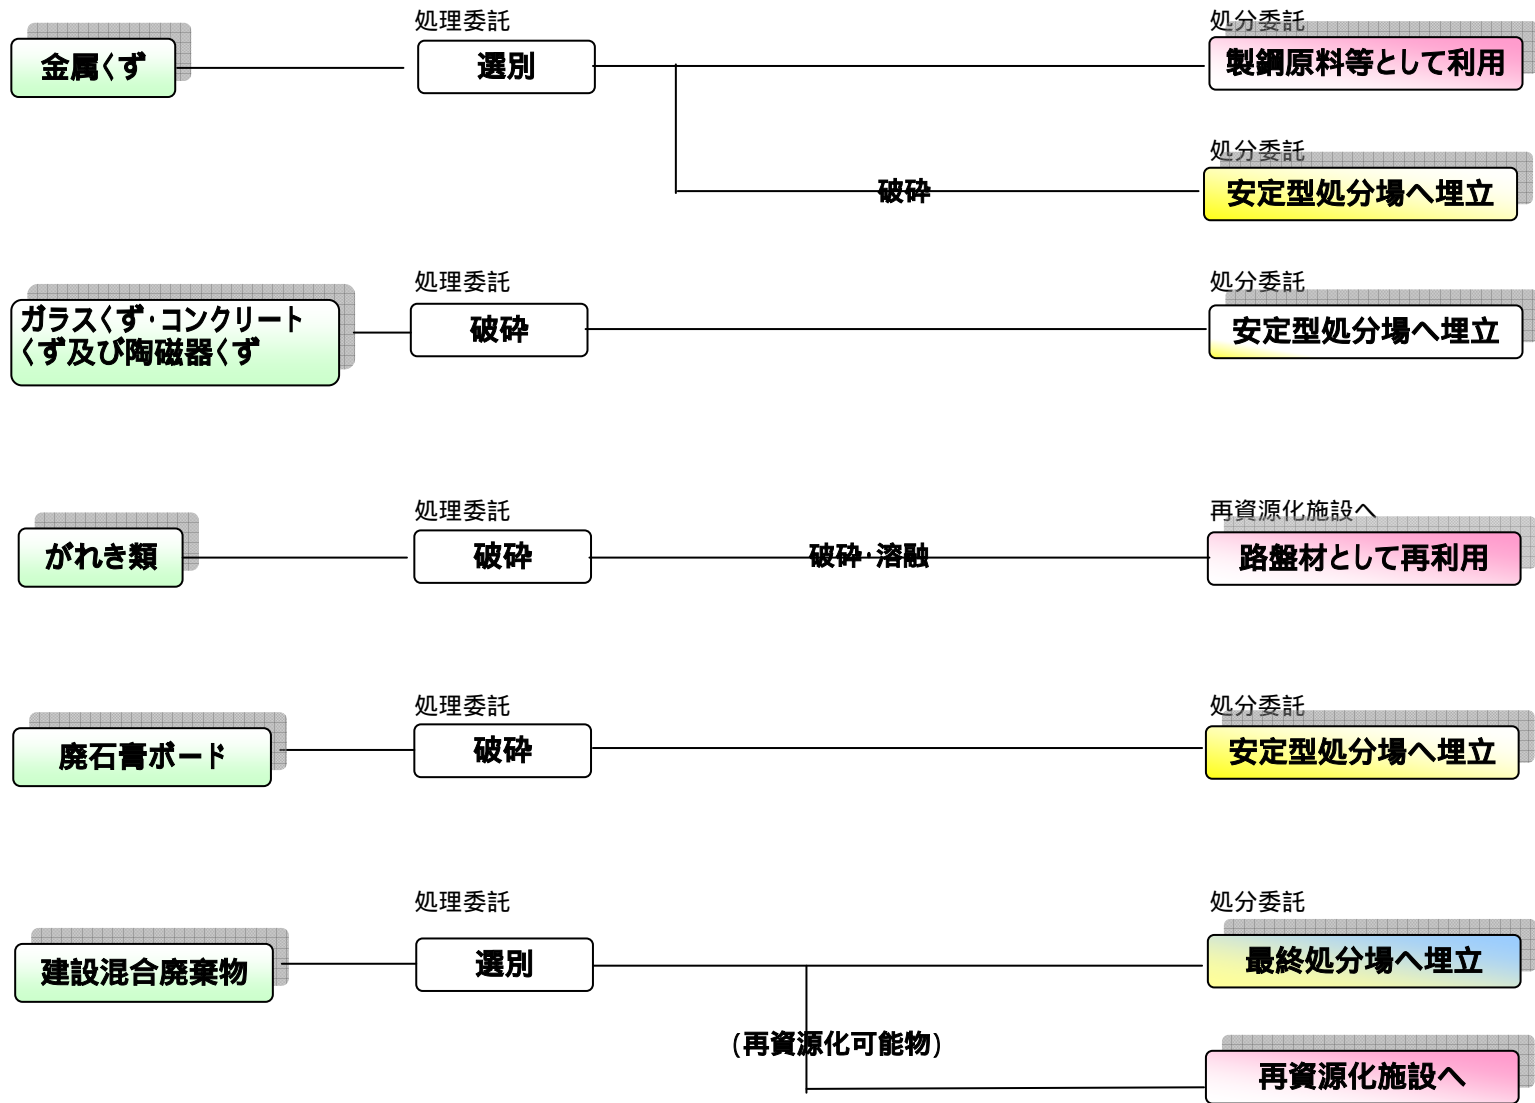 処理委託
処分委託
金属くず
選別
製鋼原料等として利用
処分委託
破砕
安定型処分場へ埋立
処理委託
処分委託
ガラスくず・コンクリート
くず及び陶磁器くず
破砕
安定型処分場へ埋立
処理委託
再資源化施設へ
がれき類
破砕
破砕・溶融
路盤材として再利用
処理委託
処分委託
廃石膏ボード
破砕
安定型処分場へ埋立
処理委託
処分委託
建設混合廃棄物
選別
最終処分場へ埋立
(再資源化可能物)
再資源化施設へ